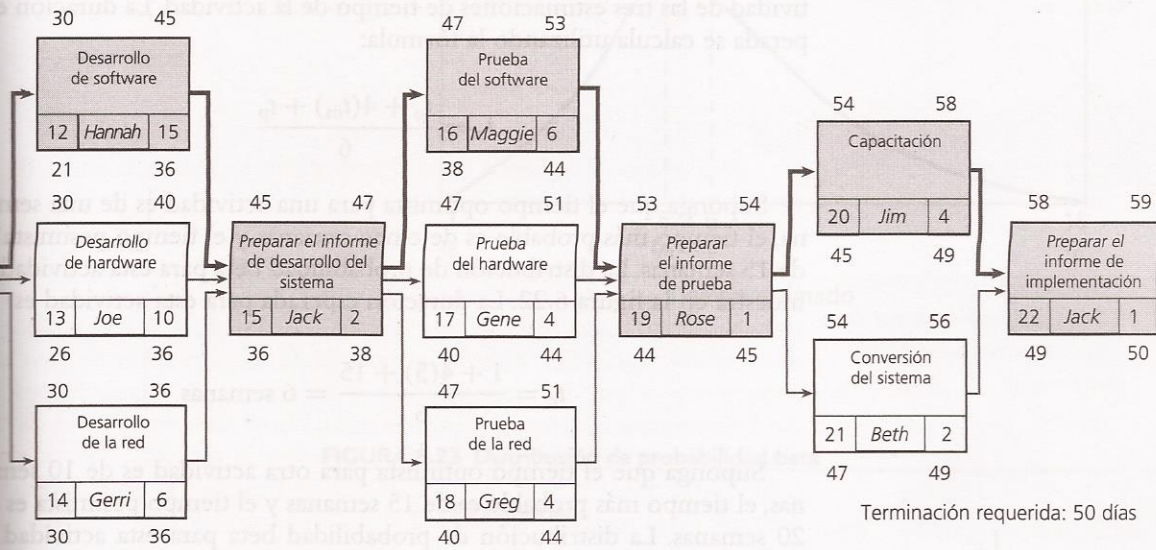 30 45
Desarrollo
de software
12 Hannah 15
21 36
30 40
Desarrollo
de hardware
13 Joe 10
26 36
30 36
Desarrollo
de la red
14 Gerri 6
30 36
45 47
Preparar el informe
de desarrollo del
sistema
15 Jack 2
36 38
47 53
Prueba
del software
16 Maggie 6
38 44
47 51
Prueba
del hardware
17 Gene 4
40 44
47 51
Prueba
de la red
18 Greg 4
40 44
53 54
Preparar
el informe
de prueba
19 Rose 1
44 45
54 58
Capacitación
20 Jim 4
45 49
54 56
Conversión
del sistema
21 Beth 2
47 49
58 59
Preparar el
informe de
implementación
22 Jack 1
49 50
Terminación requerida: 50 días